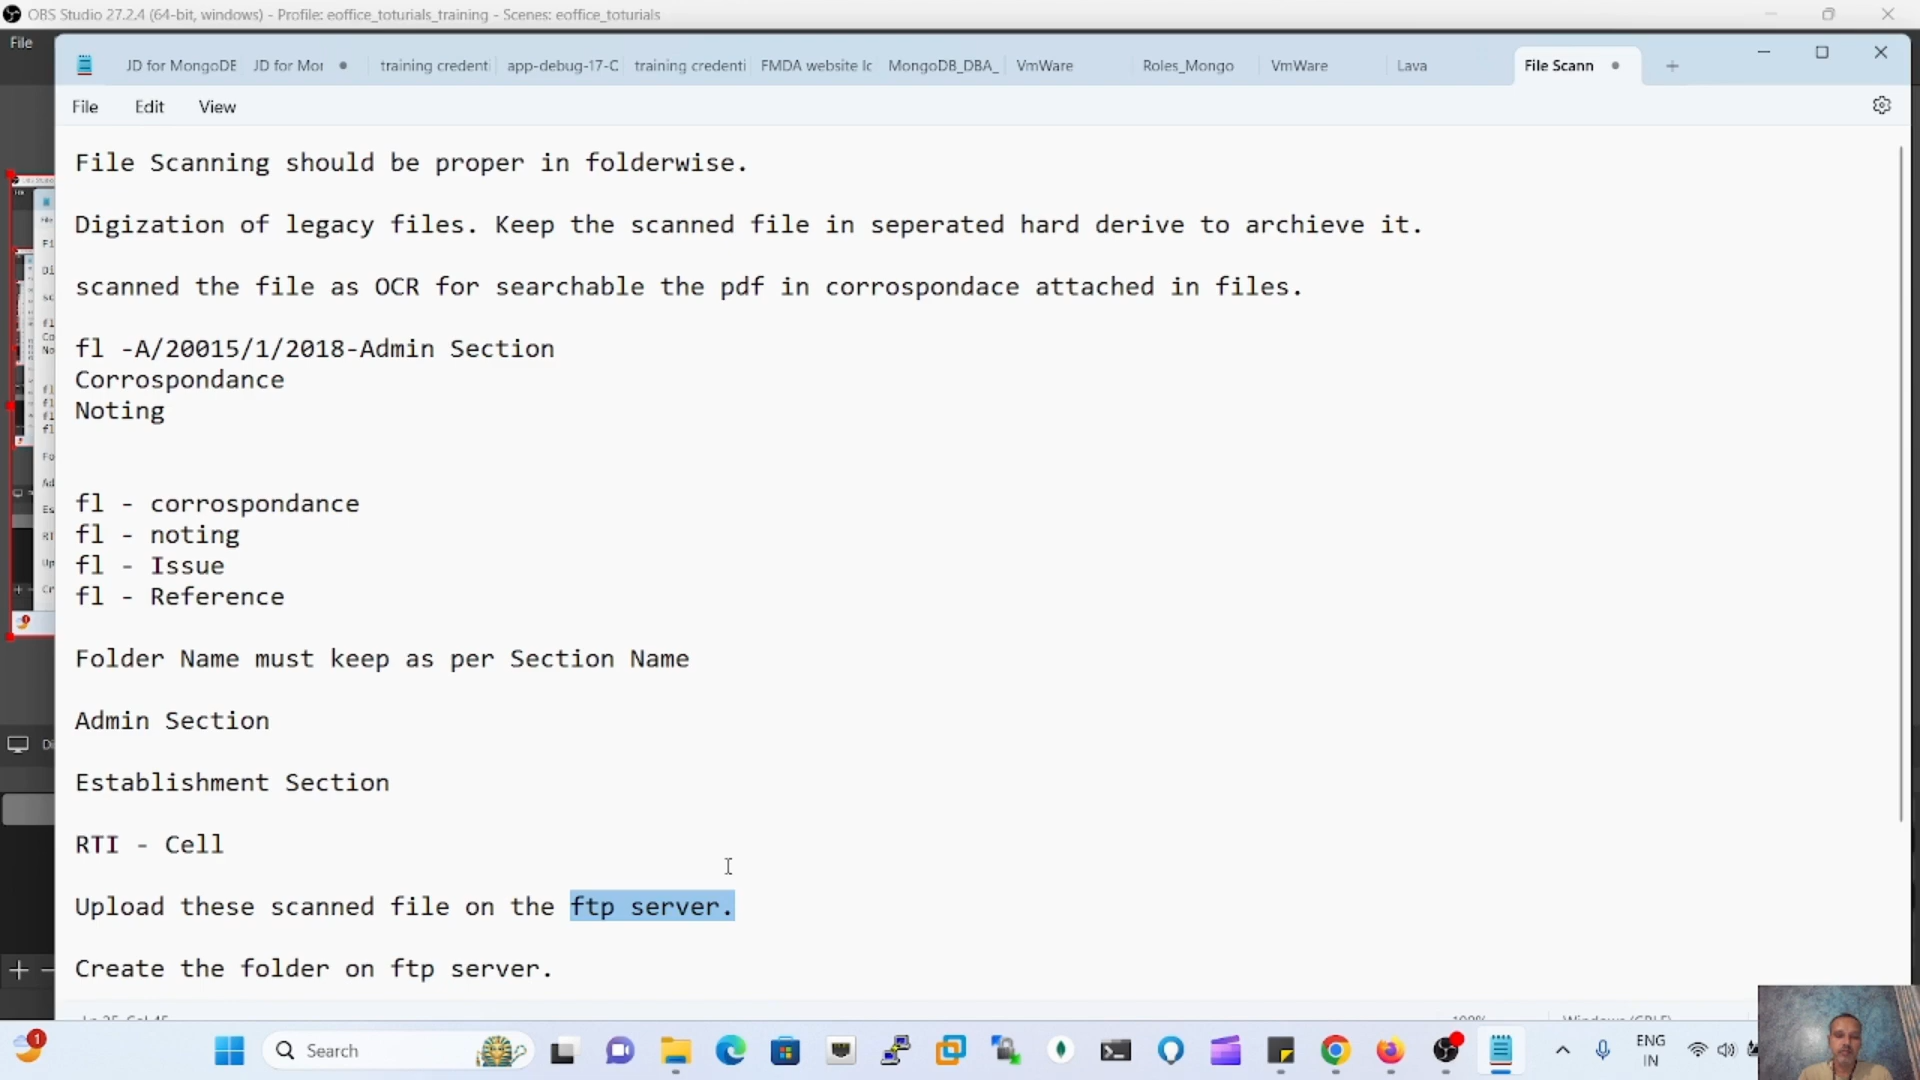 OBS Studio 27.2.4 (64-bit, windows) - Profile: eoffice_toturials_training - Scenes: eoffice_toturials
File
JD for MongoDE
JD for Mor
training credenti
app-debug-17-C
training credenti
FMDA website lc
MongoDB_DBA_
VmWare
Roles_Mongo
VmWare
Lava
File Scann
File Edit View
File Scanning should be proper in folderwise.
Digization of legacy files. Keep the scanned file in seperated hard derive to archieve it.
scanned the file as OCR for searchable the pdf in corrospondace attached in files.
fl -A/20015/1/2018-Admin Section
Corrospondance
Noting
fl - corrospondance
fl - noting
fl - Issue
fl - Reference
Folder Name must keep as per Section Name
Admin Section
Establishment Section
RTI - Cell
Upload these scanned file on the ftp server.
Create the folder on ftp server.
1
Search
ENG
IN